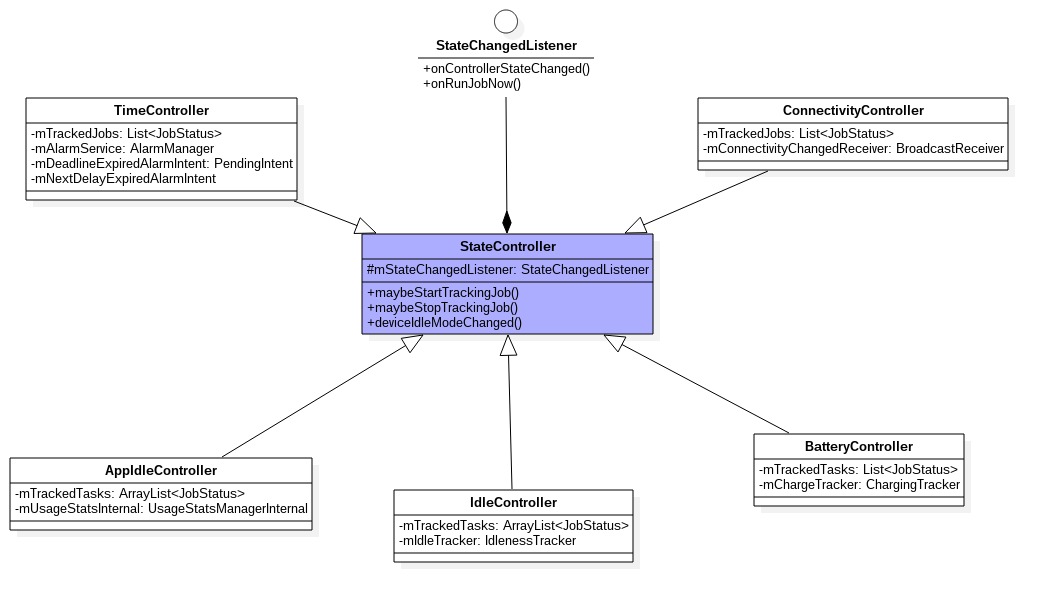 StateChangedListener
+onControllerStateChanged()
+onRunJobNow()
TimeController
-mTrackedJobs: List<JobStatus>
-mAlarmService: AlarmManager
-mDeadlineExpiredAlarmIntent: PendingIntent
-mNextDelayExpiredAlarmIntent
ConnectivityController
-mTrackedJobs: List<JobStatus>
-mConnectivityChangedReceiver: BroadcastReceiver
StateController
#mStateChangedListener: StateChangedListener
+maybeStartTrackingJob()
+maybeStopTrackingJob()
+deviceIdleModeChanged()
AppIdleController
-mTrackedTasks: ArrayList<JobStatus>
-mUsageStatsInternal: UsageStatsManagerInternal
IdleController
-mTrackedTasks: ArrayList<JobStatus>
-mIdleTracker: IdlenessTracker
BatteryController
-mTrackedTasks: List<JobStatus>
-mChargeTracker: ChargingTracker